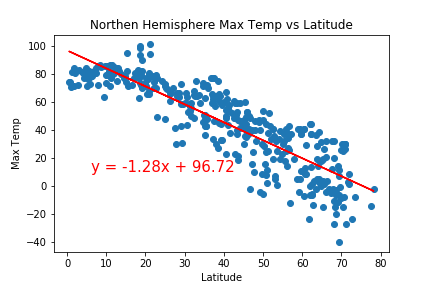 Northen Hemisphere Max Temp vs Latitude
100
80
60
40
20
0
−20
−40
Max Temp
y = -1.28x + 96.72
0 10 20 30 40 50 60 70 80
Latitude